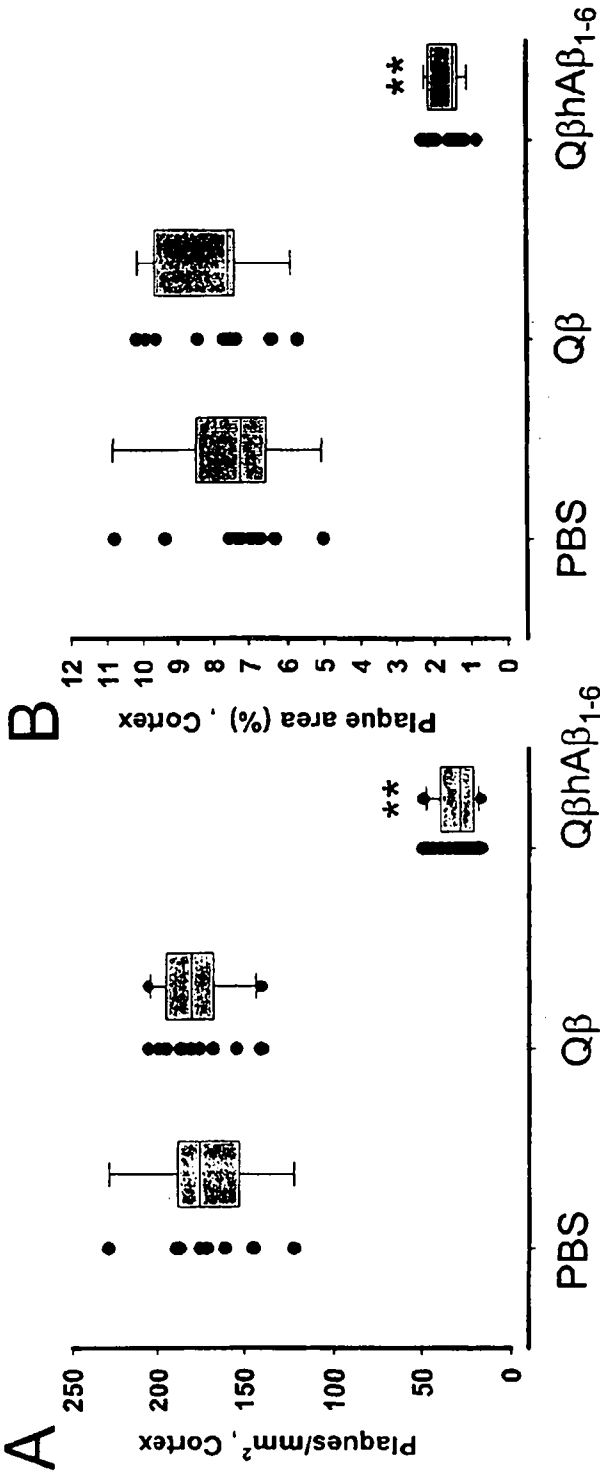 A
Plaques/mm², Cortex
250
200
150
100
50
0
PBS
Qβ
QβhAβ1-6
**
B
Plaque area (%) , Cortex
12
11
10
9
8
7
6
5
4
3
2
1
0
PBS
Qβ
QβhAβ1-6
**